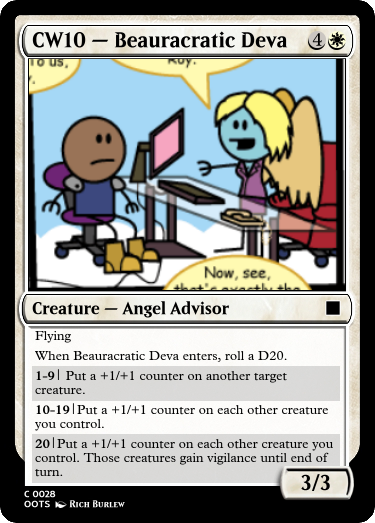 CW10 — Beauracratic Deva 4
To us,
Roy.
Now, see,
that's exactly the
Creature — Angel Advisor
Flying
When Beauracratic Deva enters, roll a D20.
1-9| Put a +1/+1 counter on another target
creature.
10-19|Put a +1/+1 counter on each other creature
you control.
20|Put a +1/+1 counter on each other creature you
control. Those creatures gain vigilance until end of
turn.
3/3
C 0028
OOTS Rich Burlew